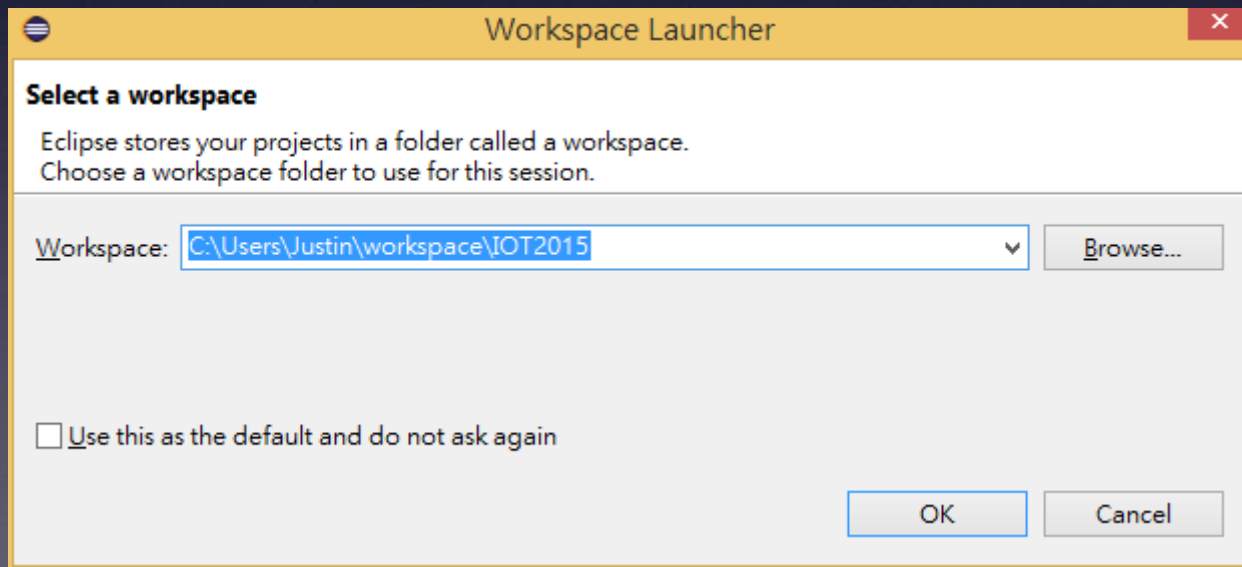 Workspace Launcher
Select a workspace
Eclipse stores your projects in a folder called a workspace.
Choose a workspace folder to use for this session.
Workspace: C:\Users\Justin\workspace\IOT2015 Browse...
Use this as the default and do not ask again
OK Cancel